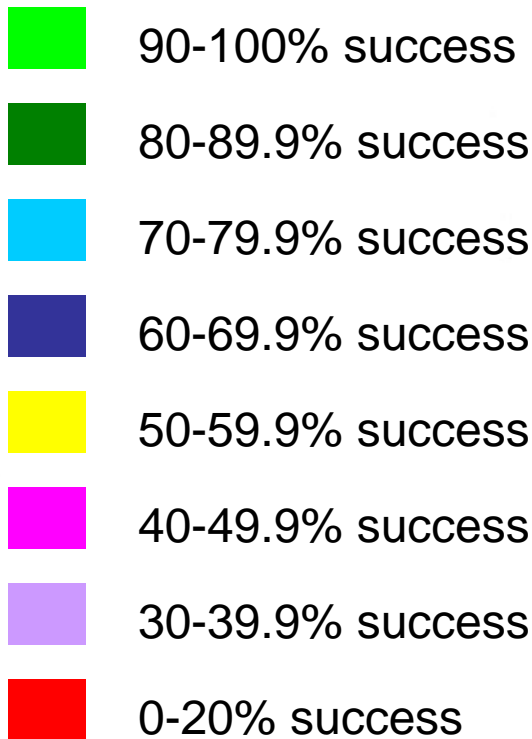 90-100% success
80-89.9% success
70-79.9% success
60-69.9% success
50-59.9% success
40-49.9% success
30-39.9% success
0-20% success